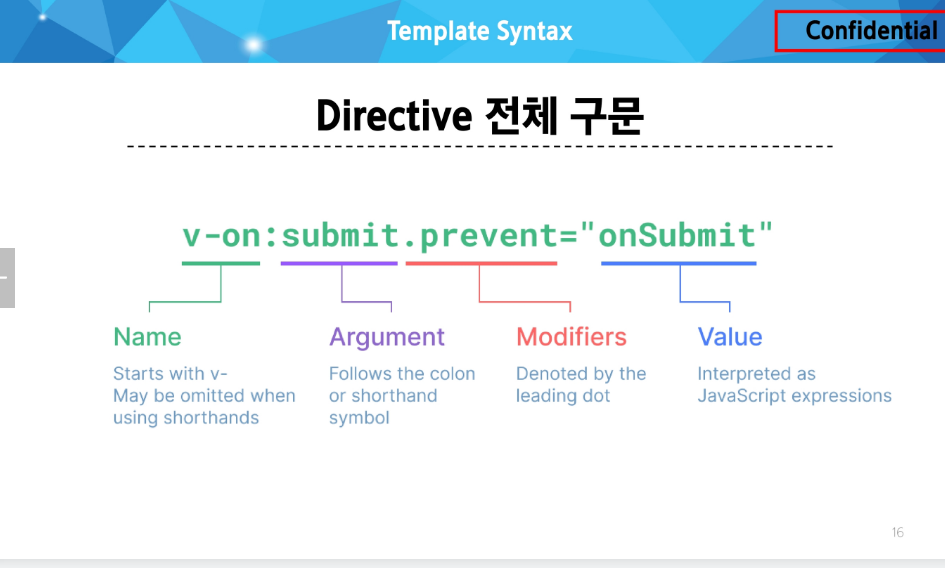 Template Syntax
Confidential
Directive 전체 구문
v-on:submit.prevent="onSubmit"
Name
Starts with v-
May be omitted when
using shorthands
Argument
Follows the colon
or shorthand
symbol
Modifiers
Denoted by the
leading dot
Value
Interpreted as
JavaScript expressions
16